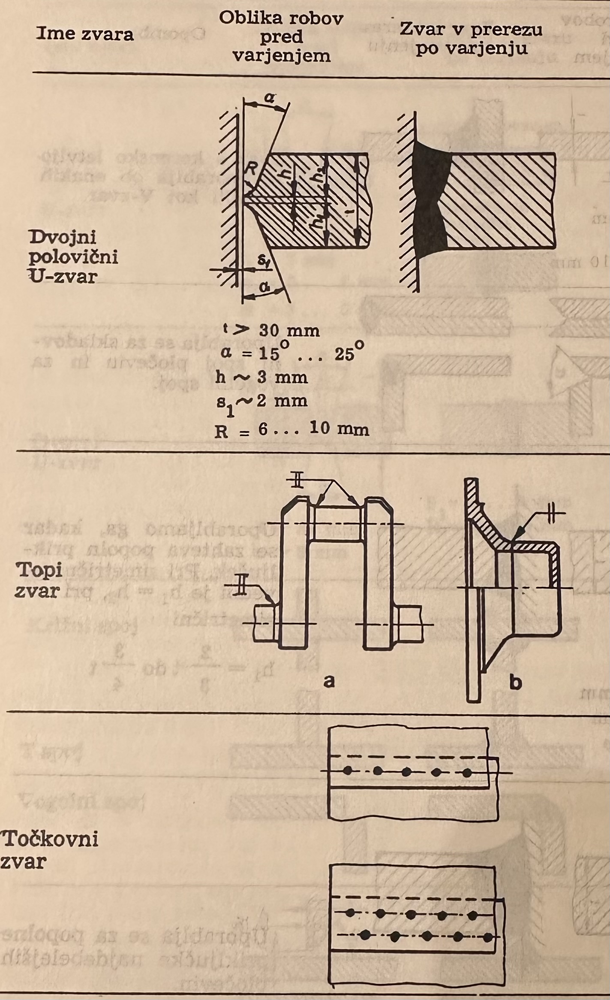 Ime zvara
Oblika robov
pred
varjenjem
Zvar v prerezu
po varjenju
Dvojni
polovični
U-zvar
α
R
h
h2
h1
t
s1
α
t > 30 mm
α = 15° ... 25°
h ~ 3 mm
s1 ~ 2 mm
R = 6 ... 10 mm
Topi
zvar
a
b
Točkovni
zvar